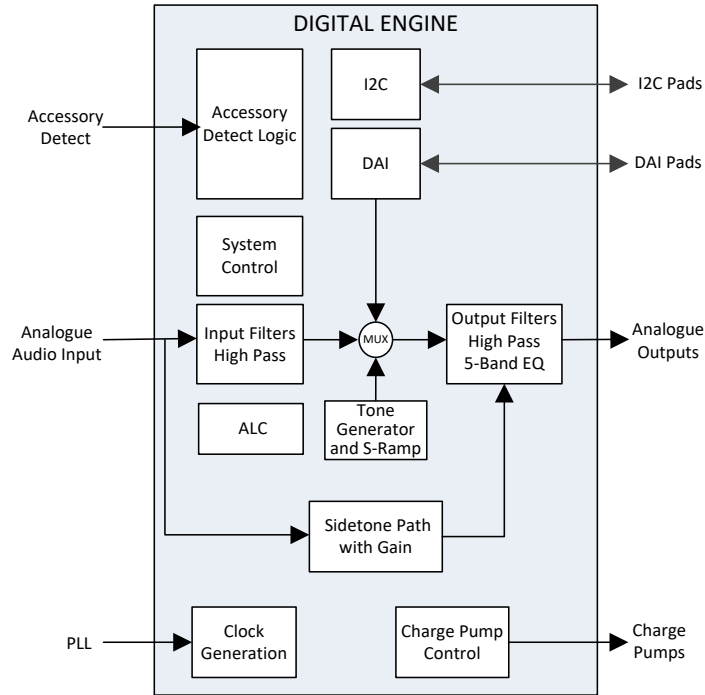 DIGITAL ENGINE
Accessory
Detect
Accessory
Detect Logic
I2C
I2C Pads
DAI
DAI Pads
System
Control
Analogue
Audio Input
Input Filters
High Pass
MUX
Output Filters
High Pass
5-Band EQ
Analogue
Outputs
ALC
Tone
Generator
and S-Ramp
Sidetone Path
with Gain
PLL
Clock
Generation
Charge Pump
Control
Charge
Pumps